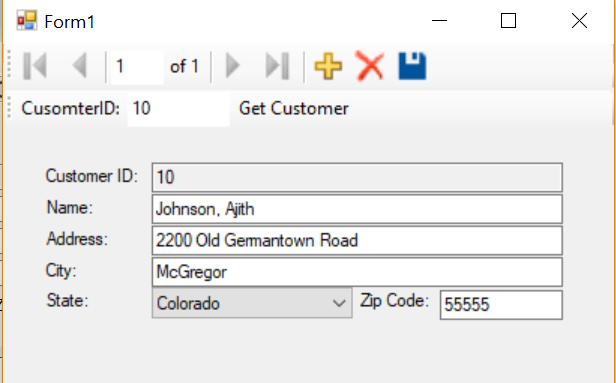 Form1
1 of 1
CusomterID: 10 Get Customer
Customer ID: 10
Name: Johnson, Ajith
Address: 2200 Old Germantown Road
City: McGregor
State: Colorado Zip Code: 55555